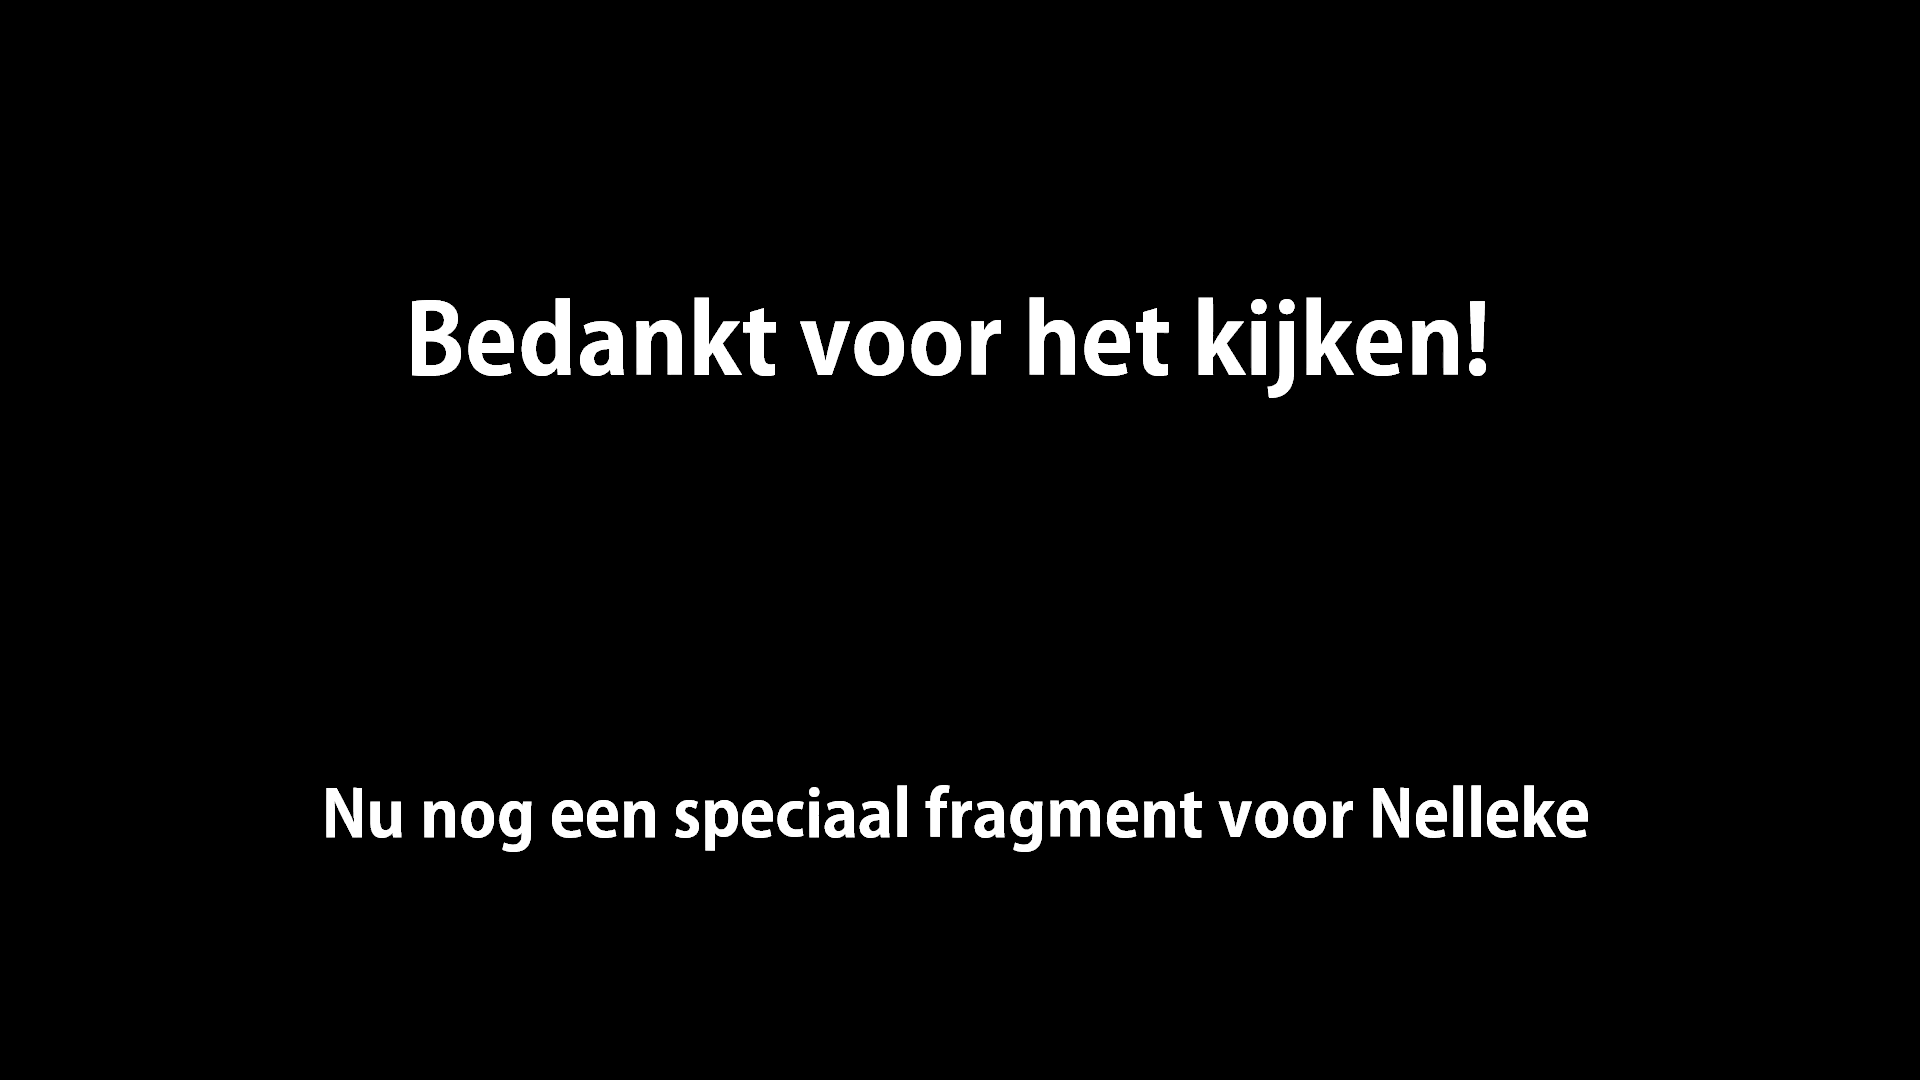 Bedankt voor het kijken!
Nu nog een speciaal fragment voor Nelleke